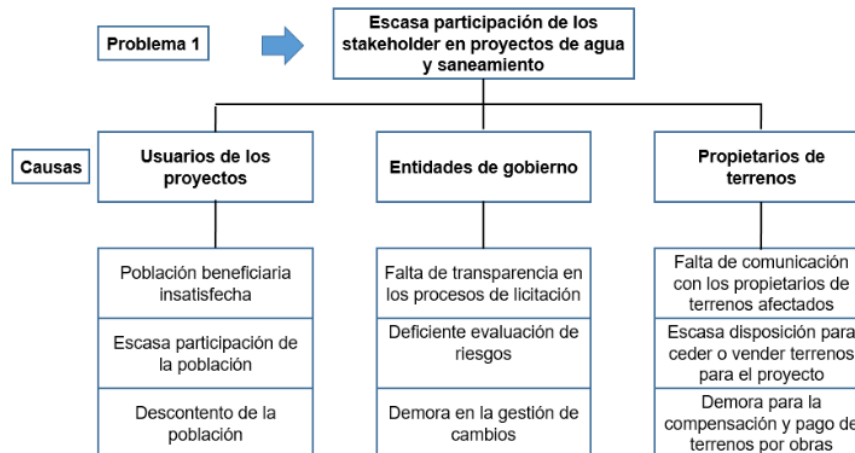 Problema 1
Escasa participación de los
stakeholder en proyectos de agua
y saneamiento
Causas
Usuarios de los
proyectos
Entidades de gobierno
Propietarios de
terrenos
Población beneficiaria
insatisfecha
Escasa participación de
la población
Descontento de la
población
Falta de transparencia en
los procesos de licitación
Deficiente evaluación de
riesgos
Demora en la gestión de
cambios
Falta de comunicación
con los propietarios de
terrenos afectados
Escasa disposición para
ceder o vender terrenos
para el proyecto
Demora para la
compensación y pago de
terrenos por obras